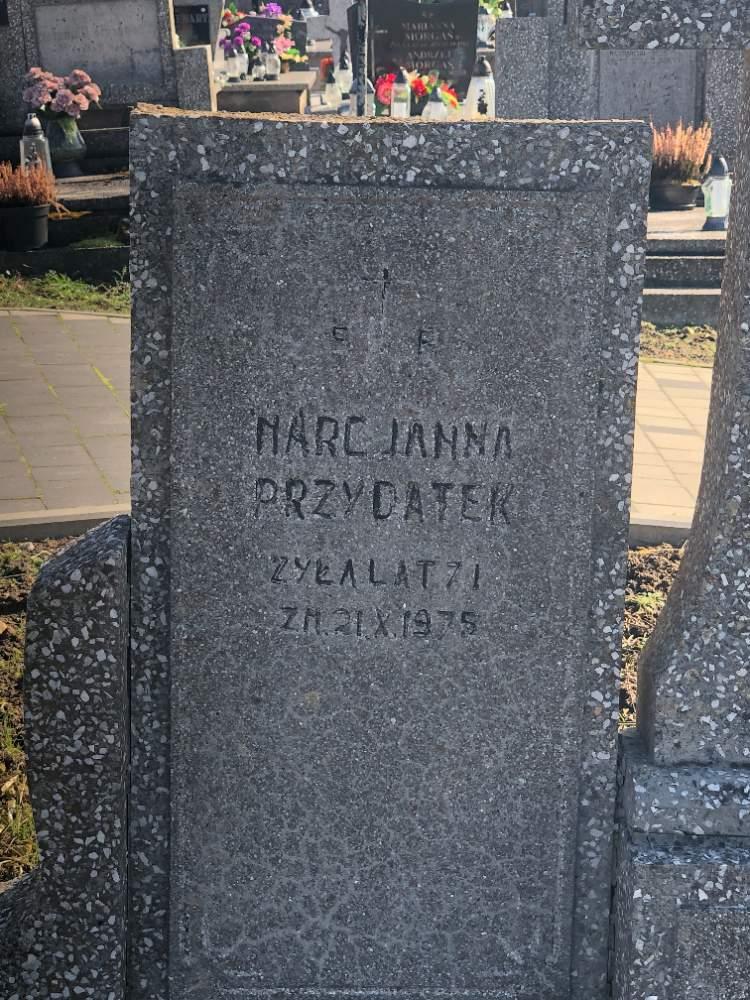 Ś P
MARCJANNA
PRZYDATEK
ŻYŁA LAT 71
ZM. 21 X. 1975